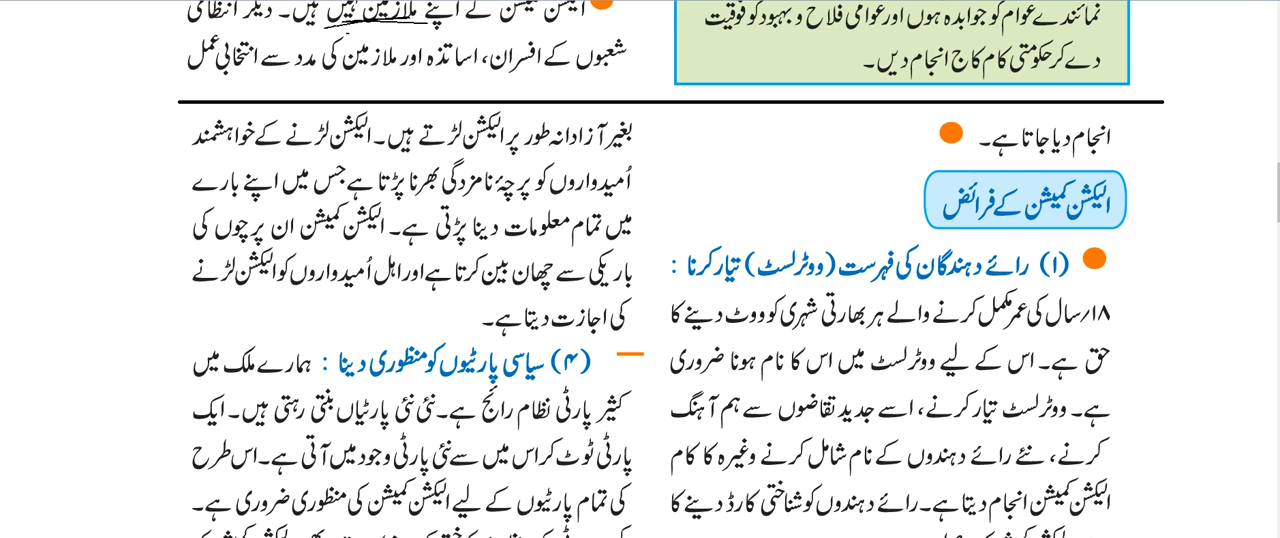 نمائندے عوام کو جوابدہ ہوں اور عوامی فلاح و بہبود کو فوقیت
دے کر حکومتی کام کاج انجام دیں۔
الیکشن کمیشن کے اپنے ملازمین نہیں ہیں۔ دیگر انتظامی
شعبوں کے افسران، اساتذہ اور ملازمین کی مدد سے انتخابی عمل
انجام دیا جاتا ہے۔
الیکشن کمیشن کے فرائض
(۱) رائے دہندگان کی فہرست (ووٹر لسٹ) تیار کرنا :
۱۸؍سال کی عمر مکمل کرنے والے ہر بھارتی شہری کو ووٹ دینے کا
حق ہے۔ اس کے لیے ووٹر لسٹ میں اس کا نام ہونا ضروری
ہے۔ ووٹر لسٹ تیار کرنے، اسے جدید تقاضوں سے ہم آہنگ
کرنے، نئے رائے دہندوں کے نام شامل کرنے وغیرہ کا کام
الیکشن کمیشن انجام دیتا ہے۔ رائے دہندوں کو شناختی کارڈ دینے کا
بغیر آزادانہ طور پر الیکشن لڑتے ہیں۔ الیکشن لڑنے کے خواہشمند
اُمیدواروں کو پرچۂ نامزدگی بھرنا پڑتا ہے جس میں اپنے بارے
میں تمام معلومات دینا پڑتی ہے۔ الیکشن کمیشن ان پرچوں کی
باریکی سے چھان بین کرتا ہے اور اہل اُمیدواروں کو الیکشن لڑنے
کی اجازت دیتا ہے۔
(۴) سیاسی پارٹیوں کو منظوری دینا : ہمارے ملک میں
کثیر پارٹی نظام رائج ہے۔ نئی نئی پارٹیاں بنتی رہتی ہیں۔ ایک
پارٹی ٹوٹ کر اس میں سے نئی پارٹی وجود میں آتی ہے۔ اس طرح
کی تمام پارٹیوں کے لیے الیکشن کمیشن کی منظوری ضروری ہے۔